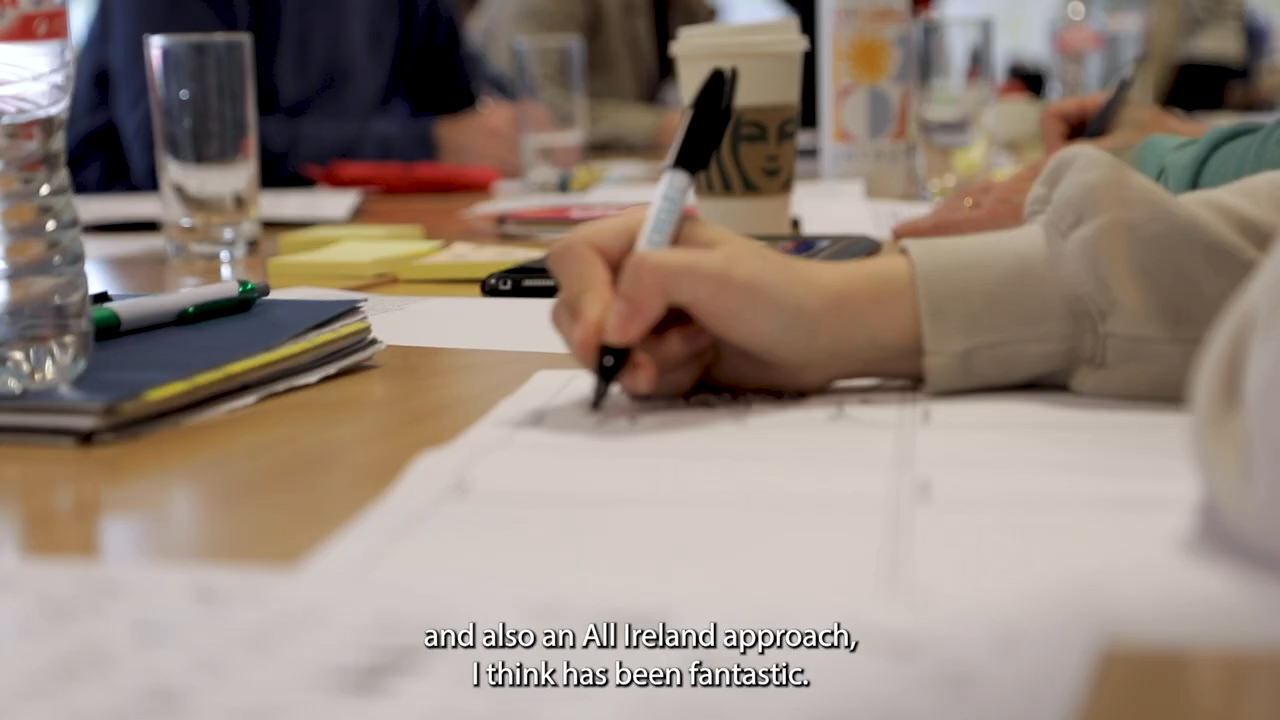 and also an All Ireland approach,
I think has been fantastic.